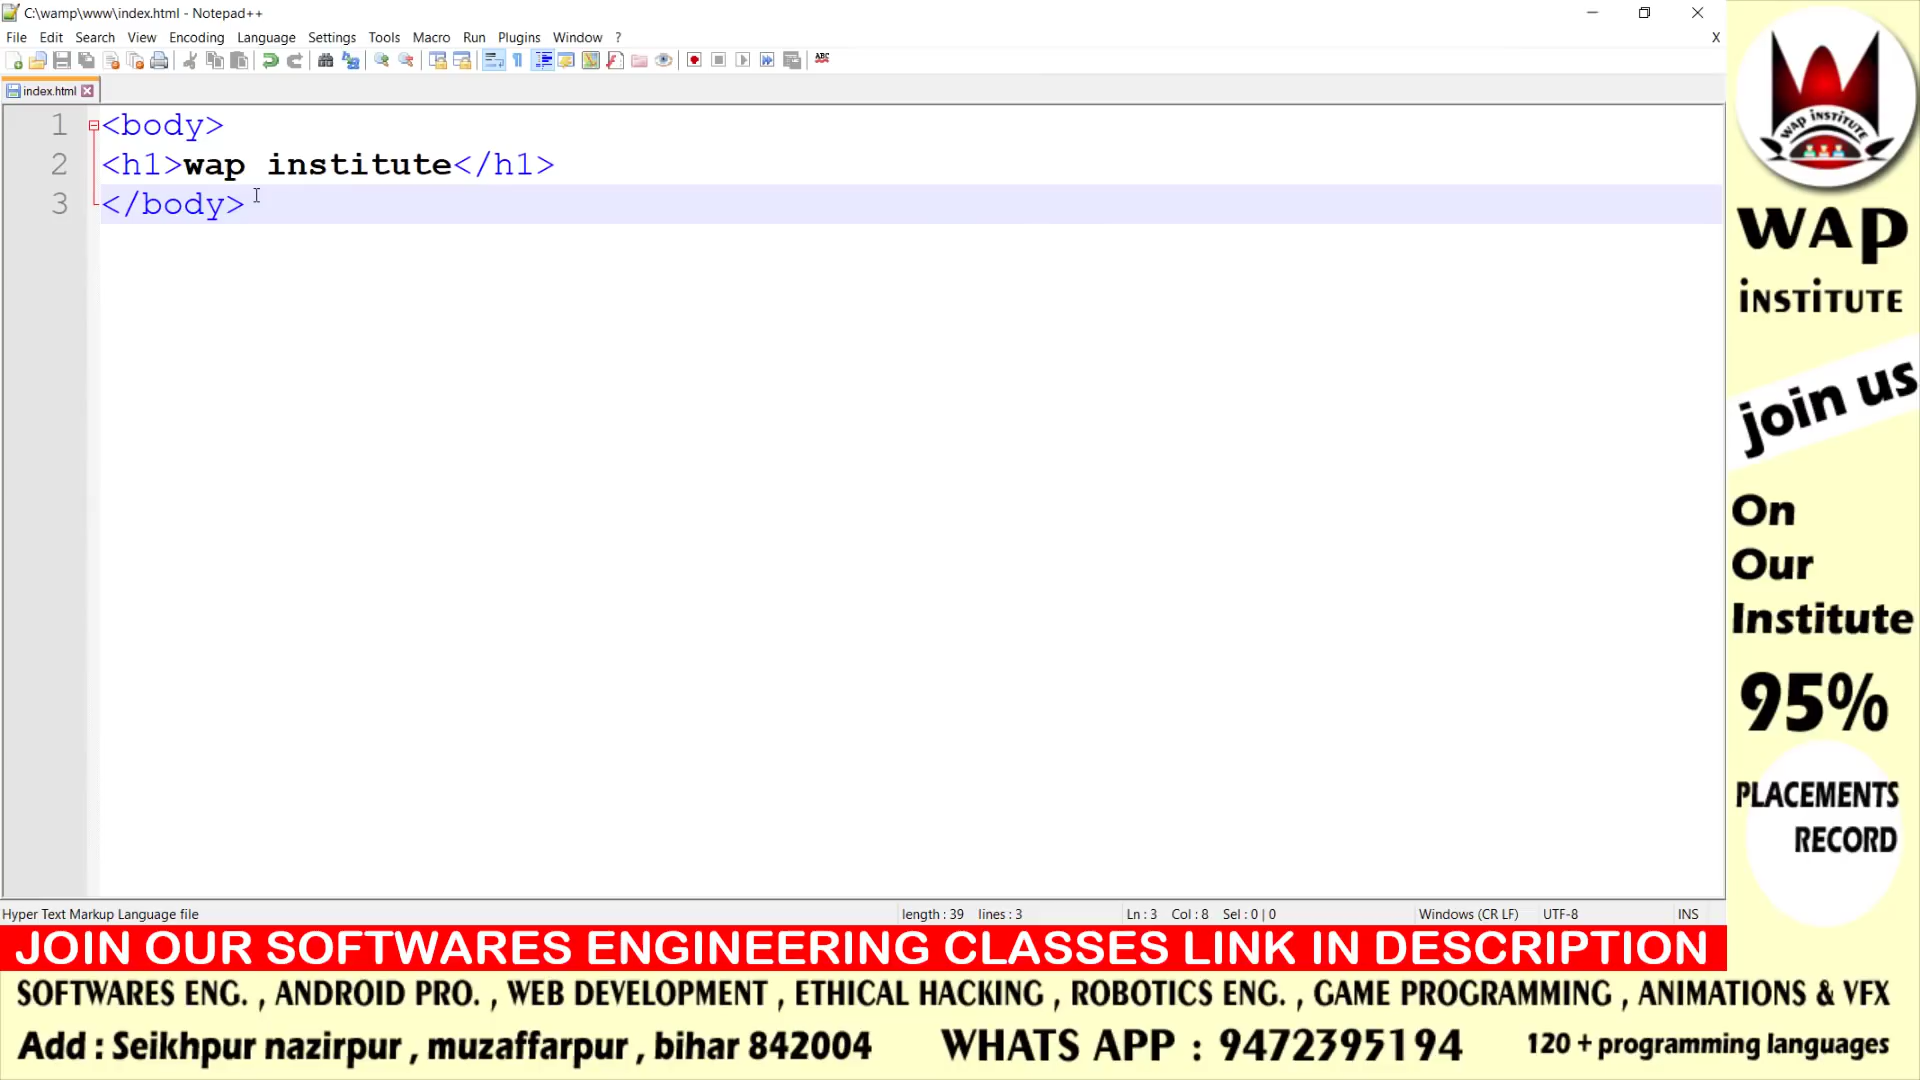 C:\wamp\www\index.html - Notepad++
File Edit Search View Encoding Language Settings Tools Macro Run Plugins Window ?
X
ABC
index.html
1 <body>
2 <h1>wap institute</h1>
3 </body>
Hyper Text Markup Language file
length : 39 lines : 3
Ln : 3 Col : 8 Sel : 0 | 0
Windows (CR LF)
UTF-8
INS
WAP INSTITUTE
WAP
INSTITUTE
join us
On
Our
Institute
95%
PLACEMENTS
RECORD
JOIN OUR SOFTWARES ENGINEERING CLASSES LINK IN DESCRIPTION
SOFTWARES ENG. , ANDROID PRO. , WEB DEVELOPMENT , ETHICAL HACKING , ROBOTICS ENG. , GAME PROGRAMMING , ANIMATIONS & VFX
Add : Seikhpur nazirpur , muzaffarpur , bihar 842004 WHATS APP : 9472395194 120 + programming languages